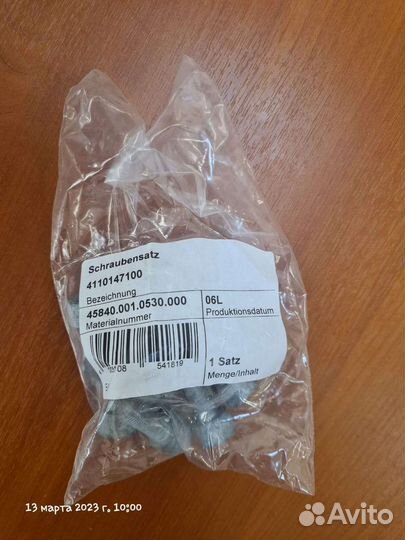 Schraubensatz
4110147100
Bezeichnung
45840.001.0530.000
Materialnummer
06L
Produktionsdatum
08
541819
1 Satz
Menge/Inhalt
13 марта 2023 г. 10:00
Avito